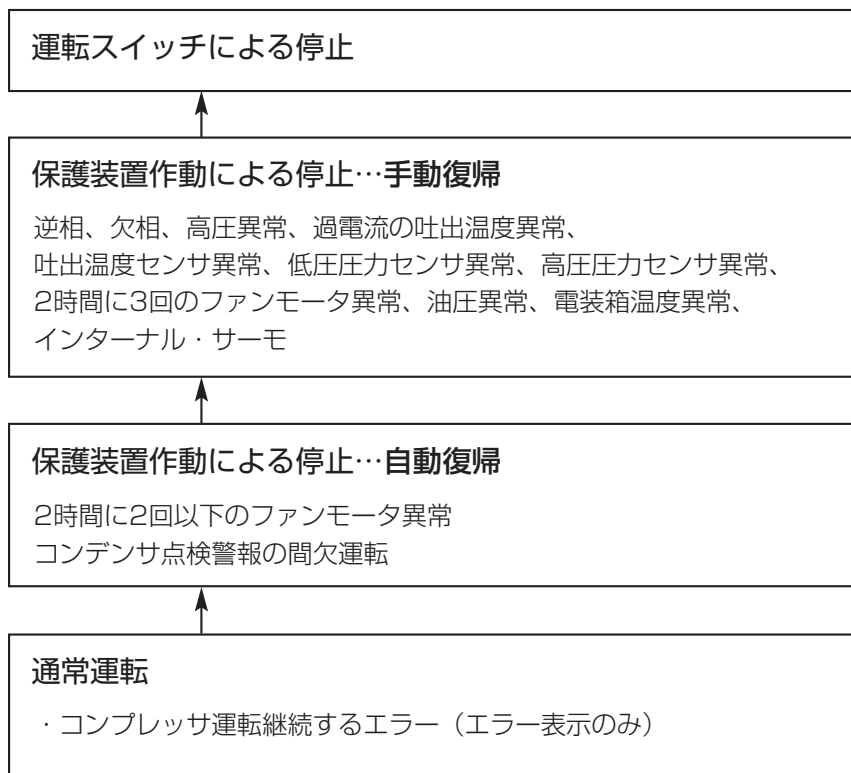 運転スイッチによる停止
保護装置作動による停止…手動復帰
逆相、欠相、高圧異常、過電流の吐出温度異常、
吐出温度センサ異常、低圧圧力センサ異常、高圧圧力センサ異常、
2時間に3回のファンモータ異常、油圧異常、電装箱温度異常、
インターナル・サーモ
保護装置作動による停止…自動復帰
2時間に2回以下のファンモータ異常
コンデンサ点検警報の間欠運転
通常運転
・コンプレッサ運転継続するエラー（エラー表示のみ）